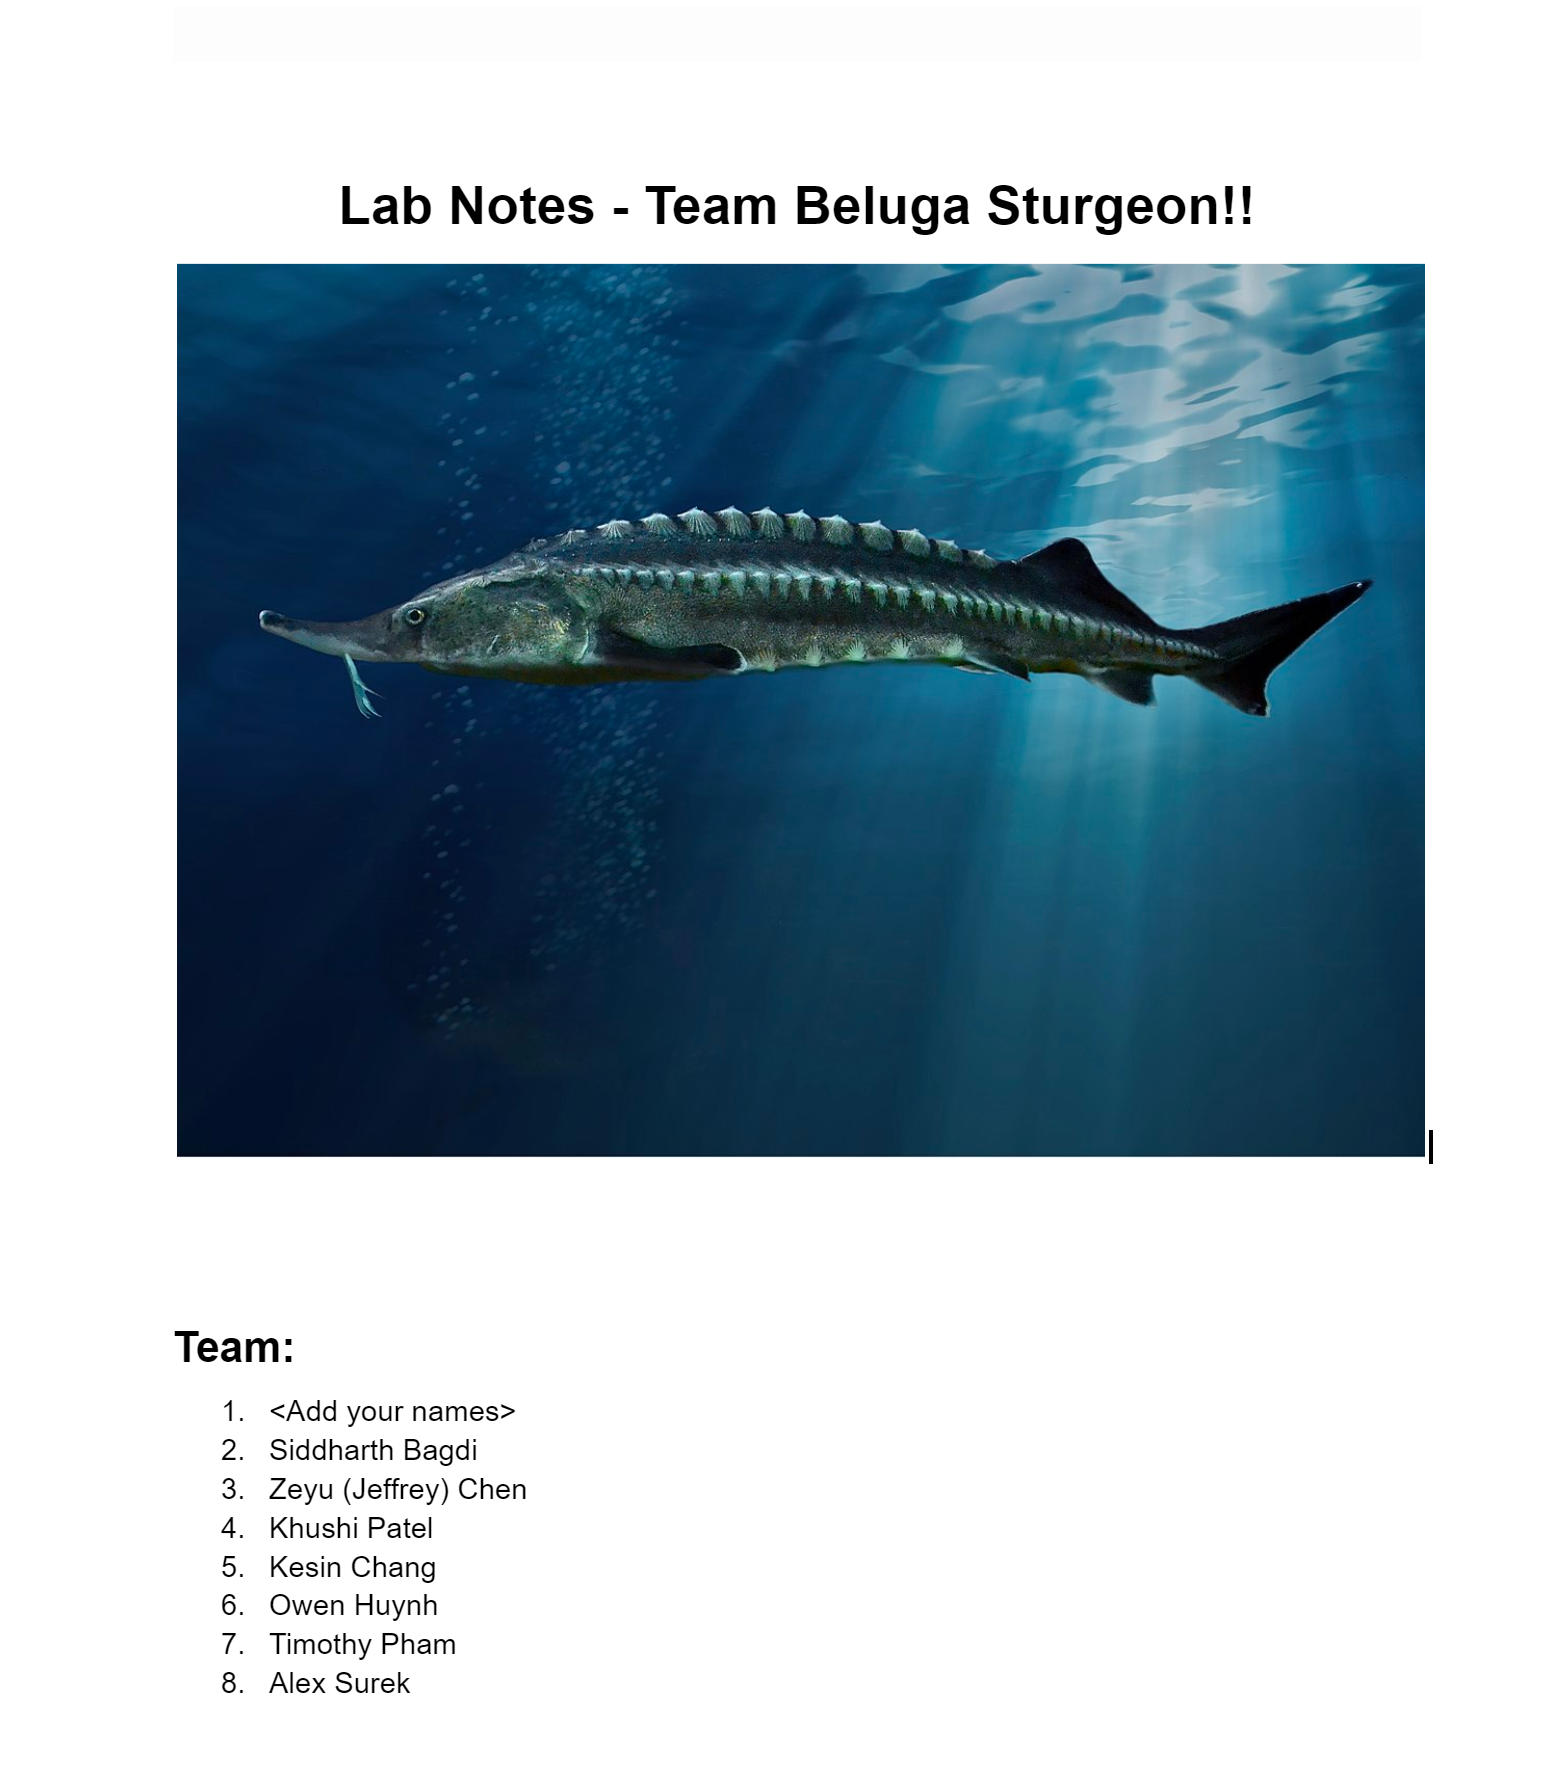 Lab Notes - Team Beluga Sturgeon!!
Team:
1. <Add your names>
2. Siddharth Bagdi
3. Zeyu (Jeffrey) Chen
4. Khushi Patel
5. Kesin Chang
6. Owen Huynh
7. Timothy Pham
8. Alex Surek